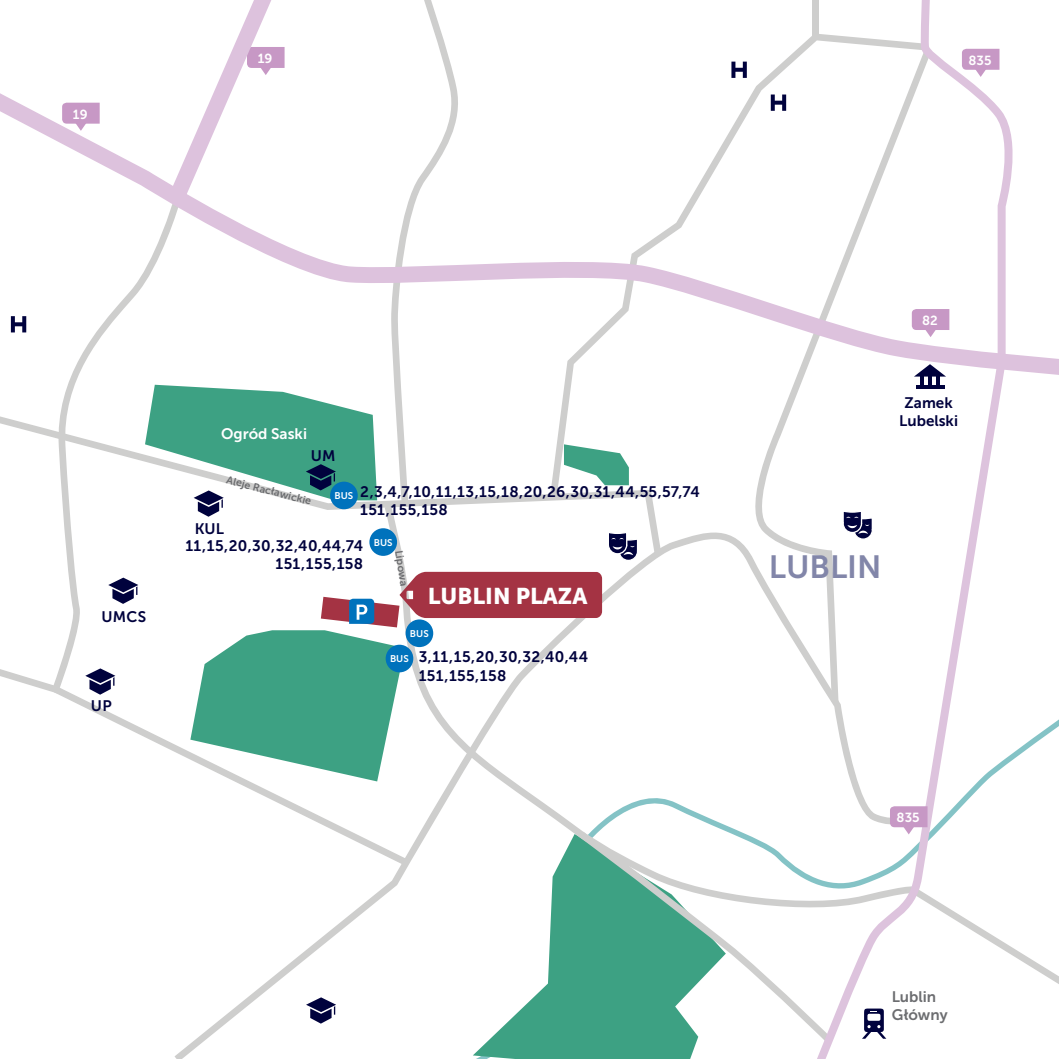 19
835
H
19
H
82
H
Zamek
Lubelski
Ogród Saski
UM
Aleje Racławickie
BUS
2,3,4,7,10,11,13,15,18,20,26,30,31,44,55,57,74
151,155,158
KUL
11,15,20,30,32,40,44,74
151,155,158
BUS
Lipowa
LUBLIN
LUBLIN PLAZA
P
UMCS
BUS
BUS
3,11,15,20,30,32,40,44
151,155,158
UP
835
Lublin
Główny